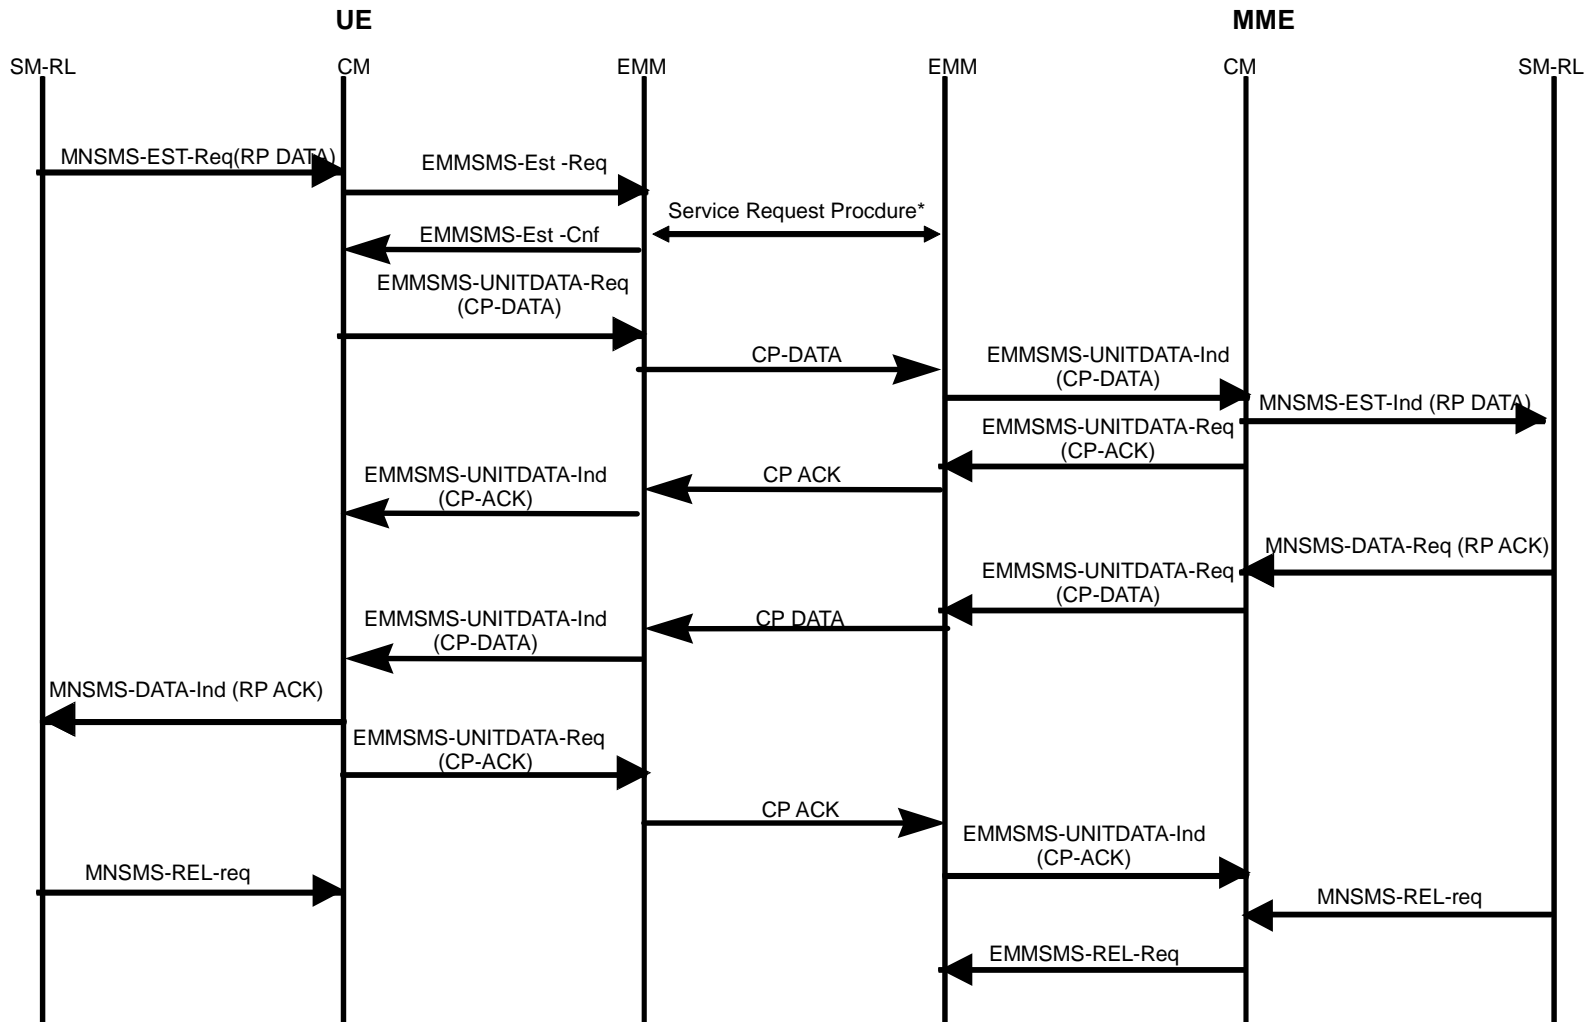 UE
MME
SM-RL
CM
EMM
EMM
CM
SM-RL
MNSMS-EST-Req(RP DATA)
EMMSMS-Est -Req
Service Request Procdure*
EMMSMS-Est -Cnf
EMMSMS-UNITDATA-Req
(CP-DATA)
CP-DATA
EMMSMS-UNITDATA-Ind
(CP-DATA)
MNSMS-EST-Ind (RP DATA)
EMMSMS-UNITDATA-Req
(CP-ACK)
CP ACK
EMMSMS-UNITDATA-Ind
(CP-ACK)
MNSMS-DATA-Req (RP ACK)
EMMSMS-UNITDATA-Req
(CP-DATA)
CP DATA
EMMSMS-UNITDATA-Ind
(CP-DATA)
MNSMS-DATA-Ind (RP ACK)
EMMSMS-UNITDATA-Req
(CP-ACK)
CP ACK
EMMSMS-UNITDATA-Ind
(CP-ACK)
MNSMS-REL-req
MNSMS-REL-req
EMMSMS-REL-Req